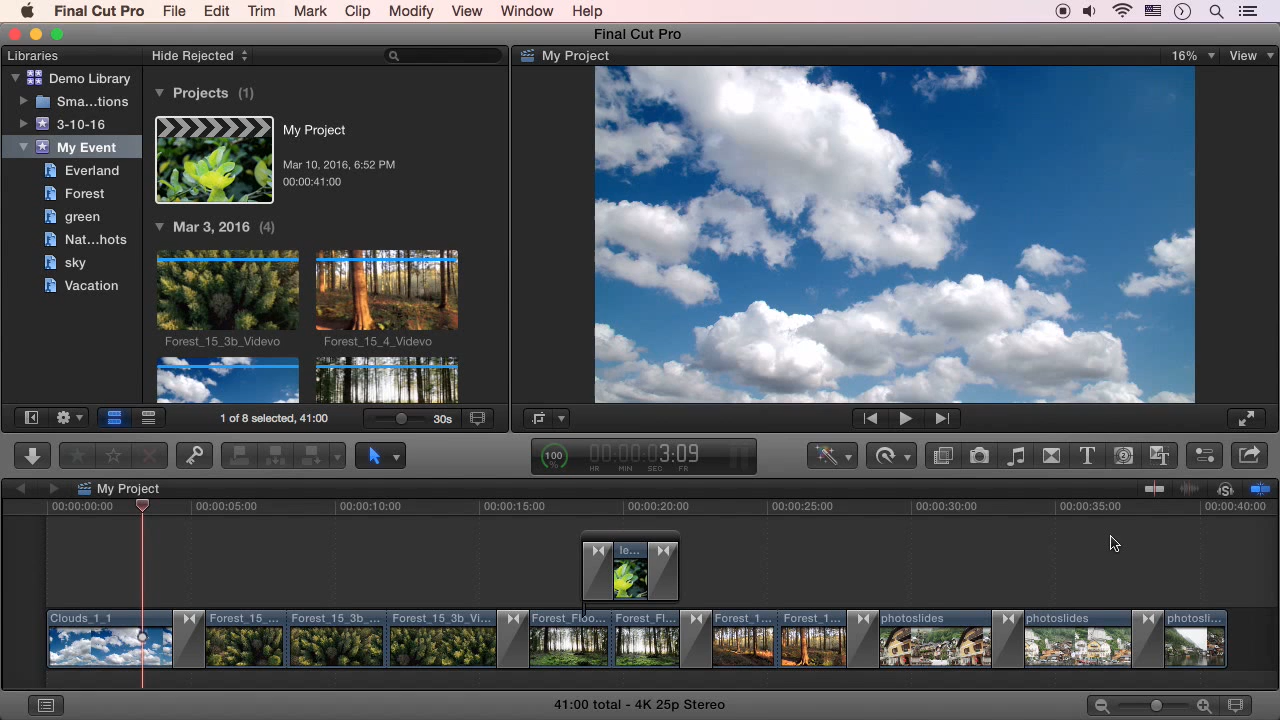 Final Cut Pro File Edit Trim Mark Clip Modify View Window Help
Final Cut Pro
Libraries Hide Rejected My Project 16% View
Demo Library
Sma...tions
3-10-16
My Event
Everland
Forest
green
Nat...hots
sky
Vacation
Projects (1)
My Project
Mar 10, 2016, 6:52 PM
00:00:41:00
Mar 3, 2016 (4)
Forest_15_3b_Videvo Forest_15_4_Videvo
1 of 8 selected, 41:00 30s
100 % 00:00:03:09
HR MIN SEC FR
My Project
00:00:00:00 00:00:05:00 00:00:10:00 00:00:15:00 00:00:20:00 00:00:25:00 00:00:30:00 00:00:35:00 00:00:40:00
le...
Clouds_1_1 Forest_15_... Forest_15_3b_... Forest_15_3b_Vi... Forest_Floo... Forest_Fl... Forest_1... Forest_1... photoslides photoslides photosli...
41:00 total - 4K 25p Stereo